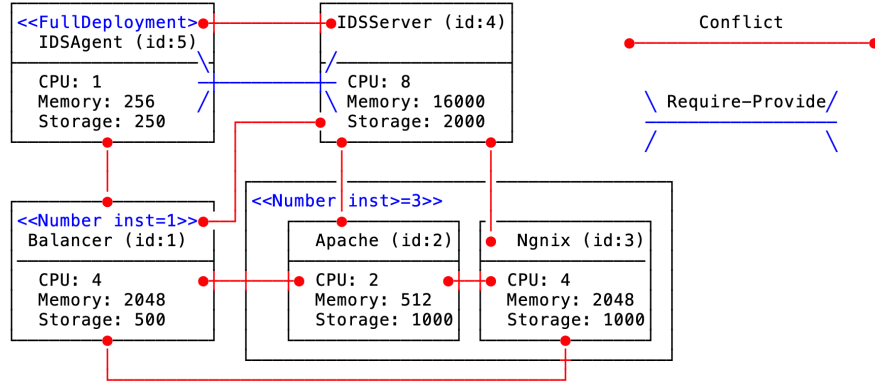 <<FullDeployment>
IDSAgent (id:5)
CPU: 1
Memory: 256
Storage: 250
IDSServer (id:4)
CPU: 8
Memory: 16000
Storage: 2000
Conflict
Require-Provide
<<Number inst=1>>
Balancer (id:1)
CPU: 4
Memory: 2048
Storage: 500
<<Number inst>=3>>
Apache (id:2)
CPU: 2
Memory: 512
Storage: 1000
Ngnix (id:3)
CPU: 4
Memory: 2048
Storage: 1000